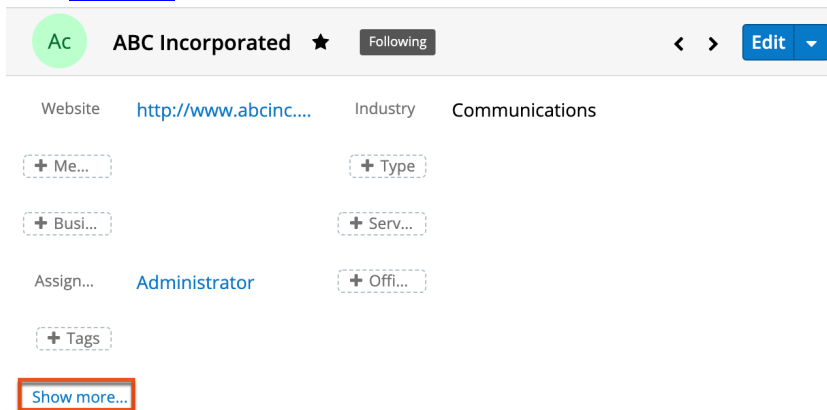 Ac ABC Incorporated ★ Following < > Edit
Website http://www.abcinc.... Industry Communications
+ Me... + Type
+ Busi... + Serv...
Assign... Administrator + Offi...
+ Tags
Show more...